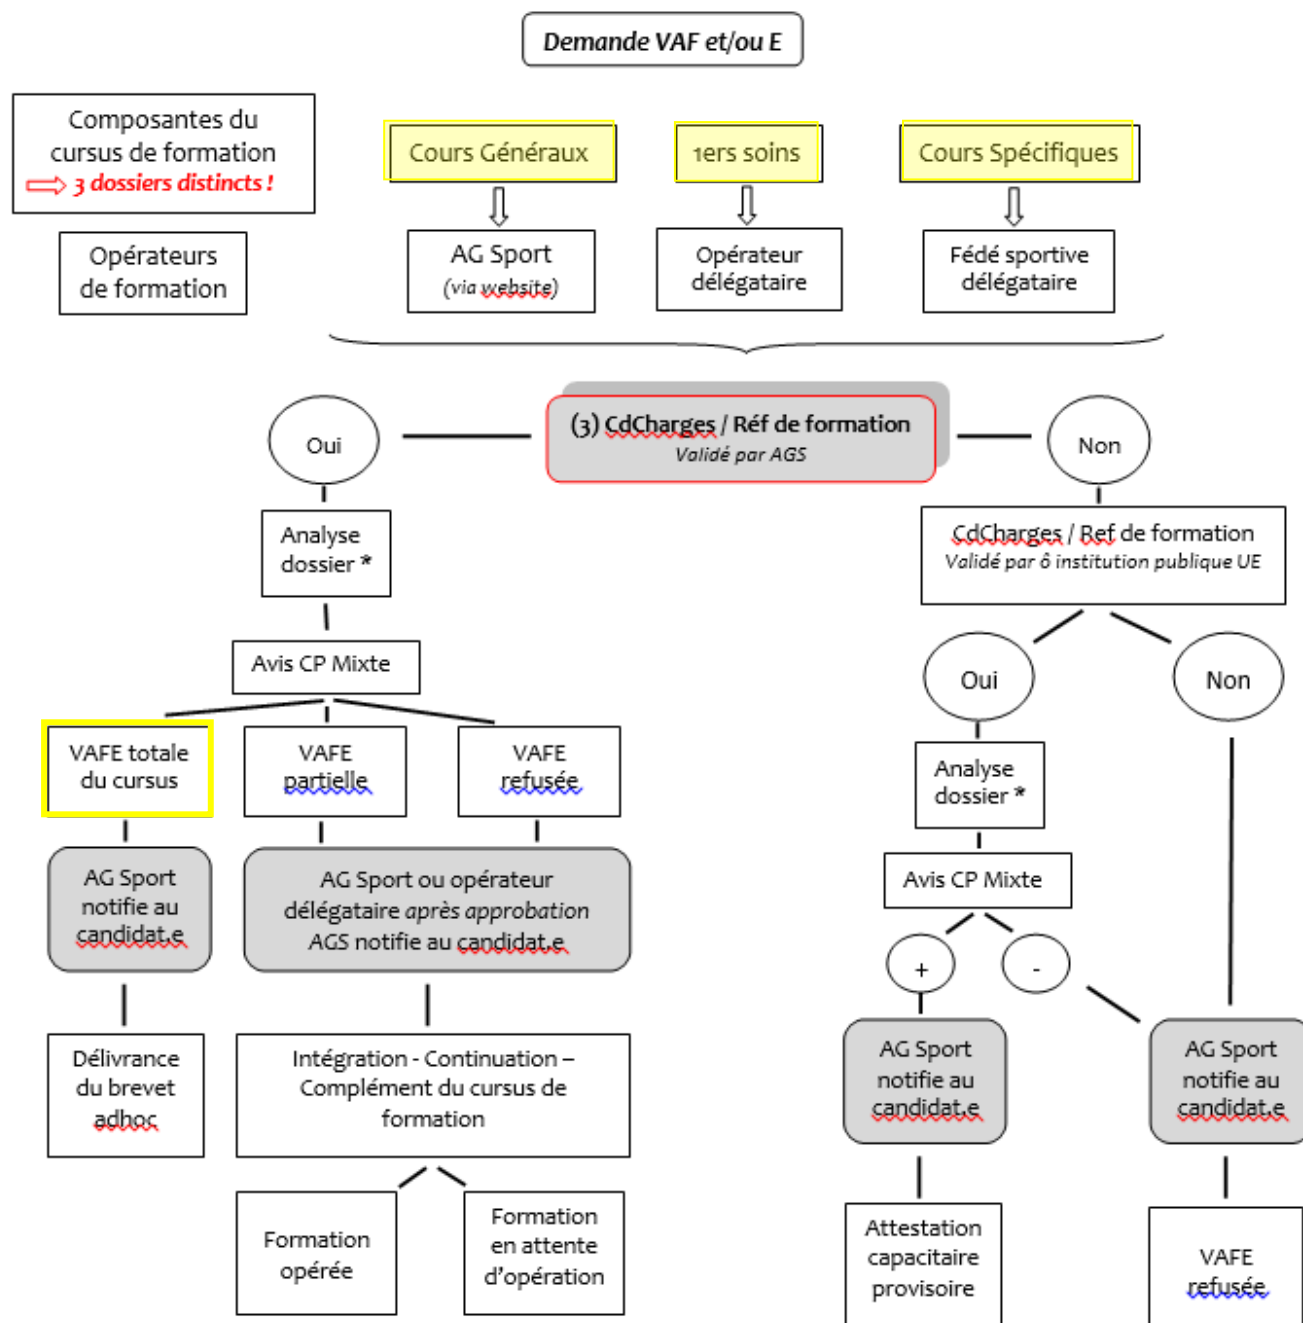 Demande VAF et/ou E
Composantes du
cursus de formation
3 dossiers distincts !
Cours Généraux
1ers soins
Cours Spécifiques
Opérateurs
de formation
AG Sport
(via website)
Opérateur
délégataire
Fédé sportive
délégataire
Oui
(3) CdCharges / Réf de formation
Validé par AGS
Non
Analyse
dossier *
CdCharges / Ref de formation
Validé par ô institution publique UE
Avis CP Mixte
Oui
Non
VAFE totale
du cursus
VAFE
partielle
VAFE
refusée
Analyse
dossier *
AG Sport
notifie au
candidat.e
AG Sport ou opérateur
délégataire après approbation
AGS notifie au candidat.e
Avis CP Mixte
+
-
Délivrance
du brevet
adhoc
Intégration - Continuation –
Complément du cursus de
formation
AG Sport
notifie au
candidat.e
AG Sport
notifie au
candidat.e
Formation
opérée
Formation
en attente
d'opération
Attestation
capacitaire
provisoire
VAFE
refusée